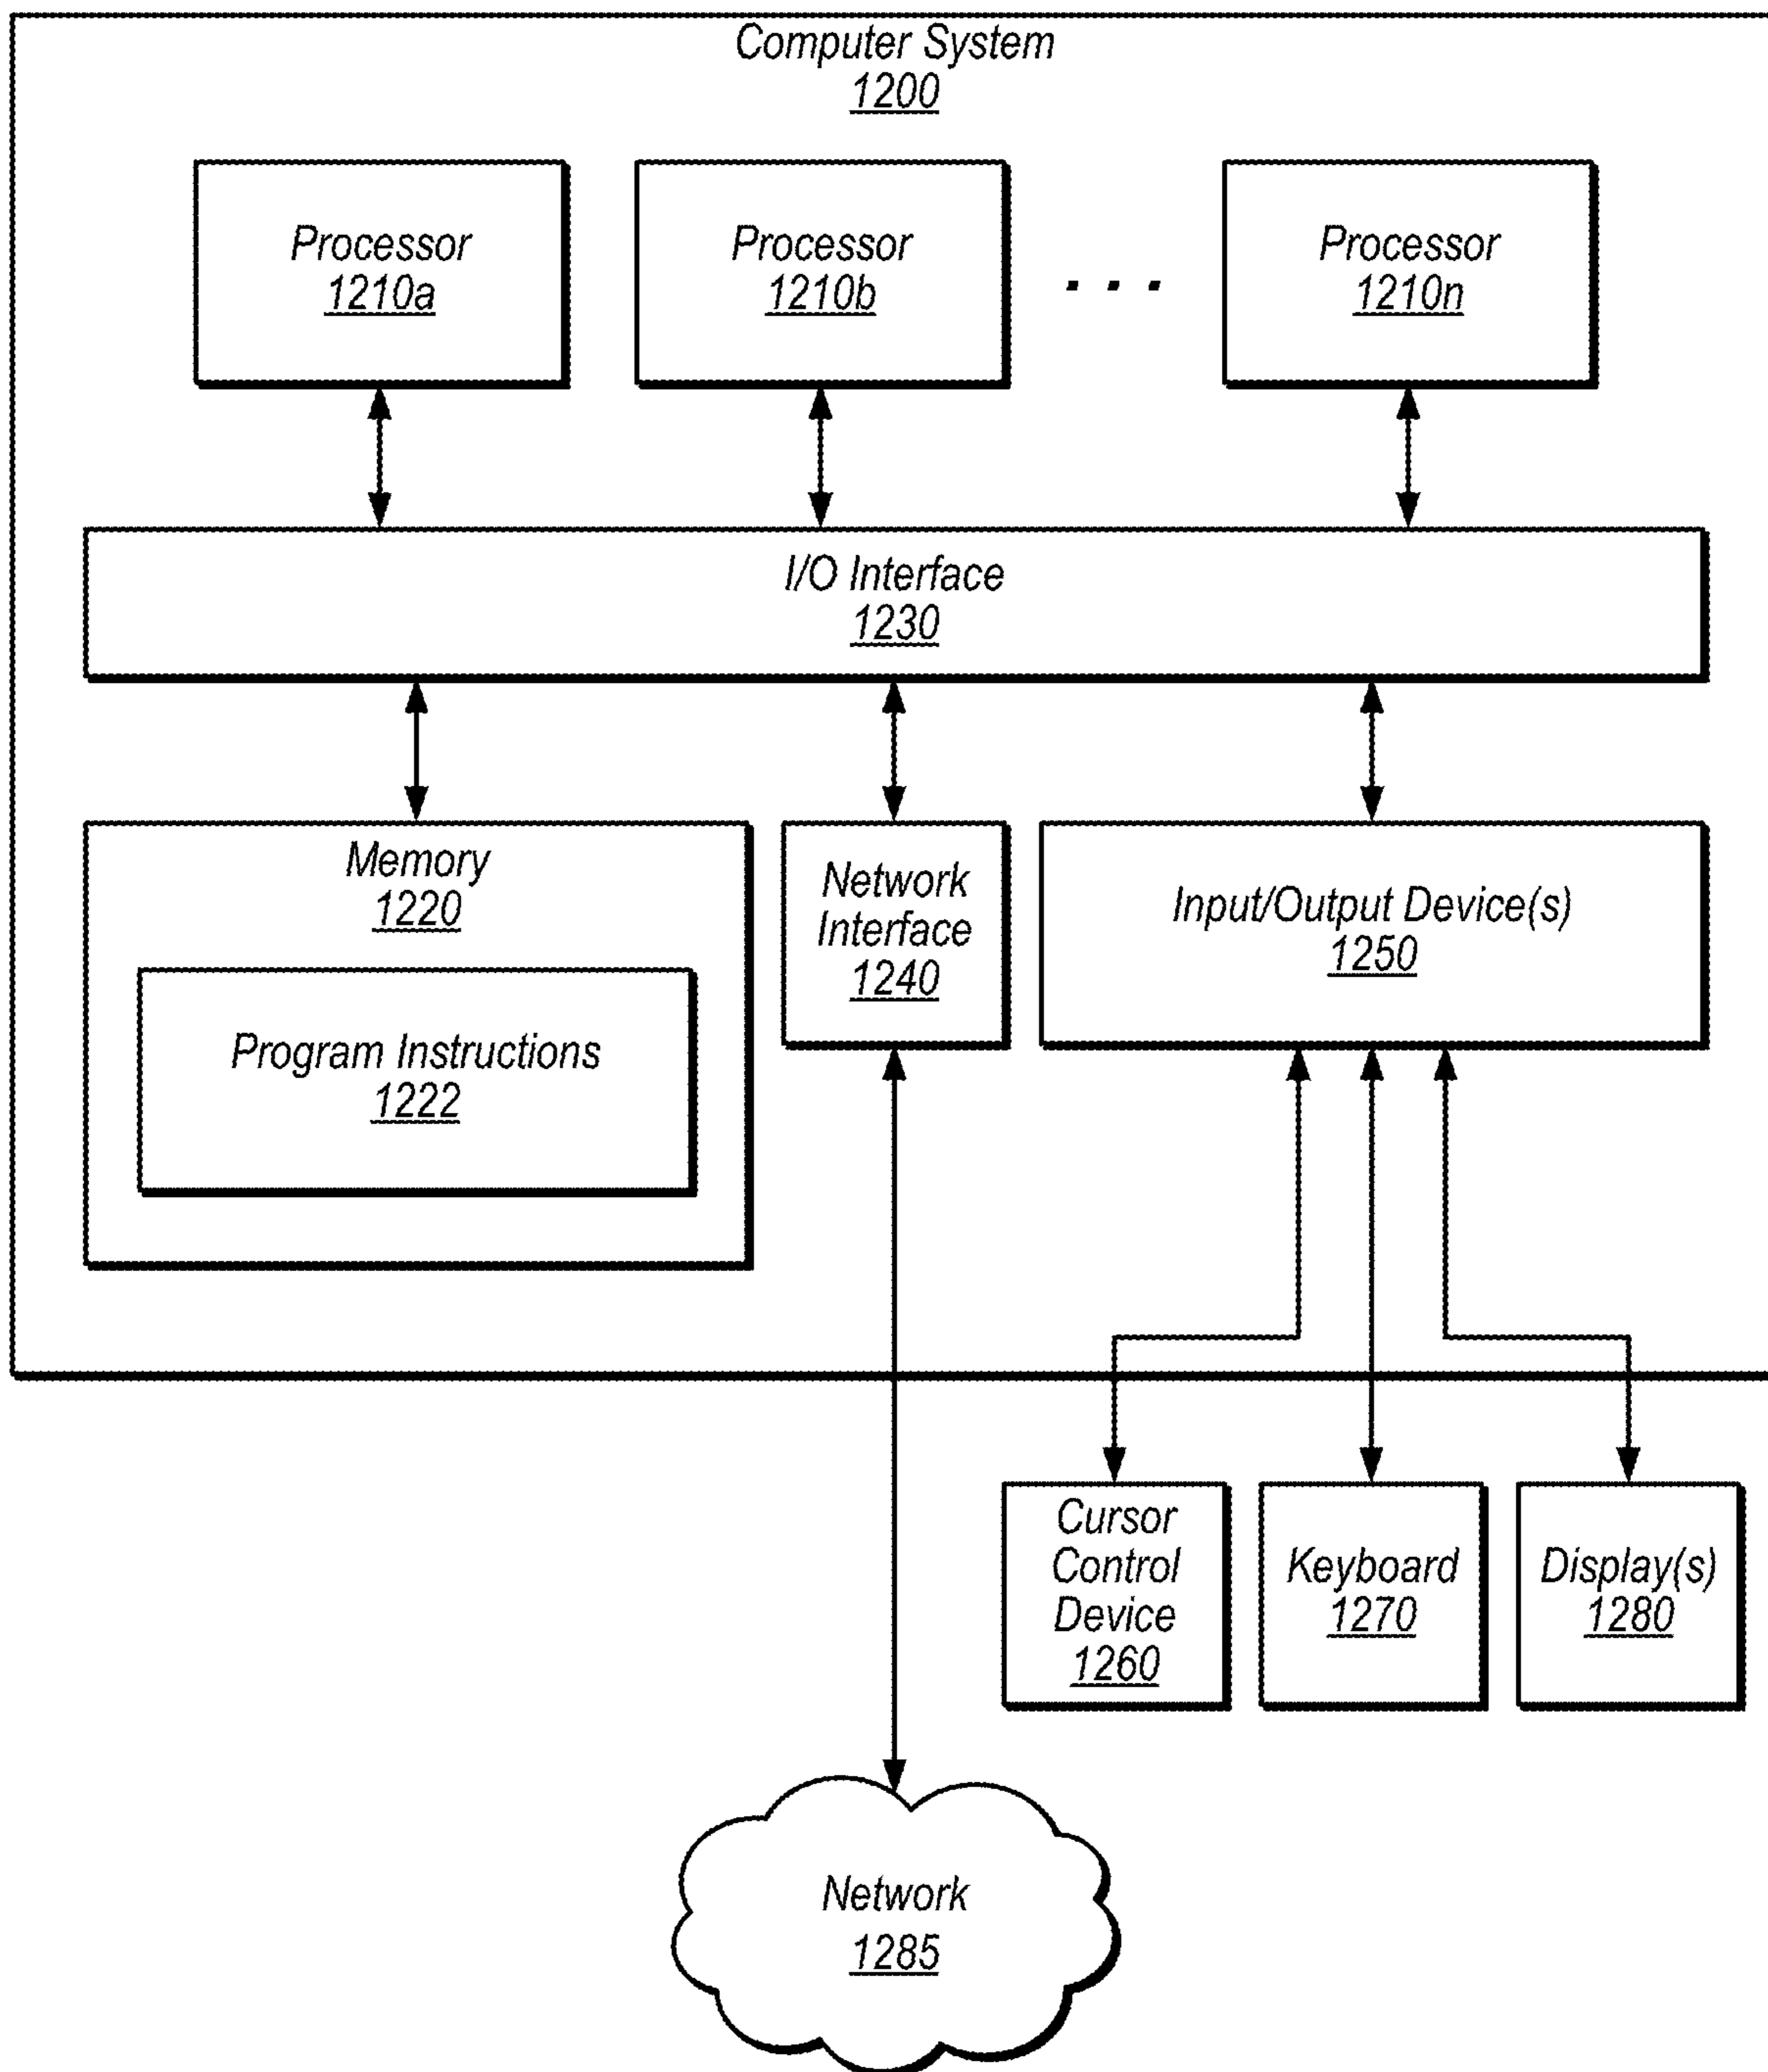 Computer System
1200
Processor
1210a
Processor
1210b
. . .
Processor
1210n
I/O Interface
1230
Memory
1220
Program Instructions
1222
Network
Interface
1240
Input/Output Device(s)
1250
Cursor
Control
Device
1260
Keyboard
1270
Display(s)
1280
Network
1285